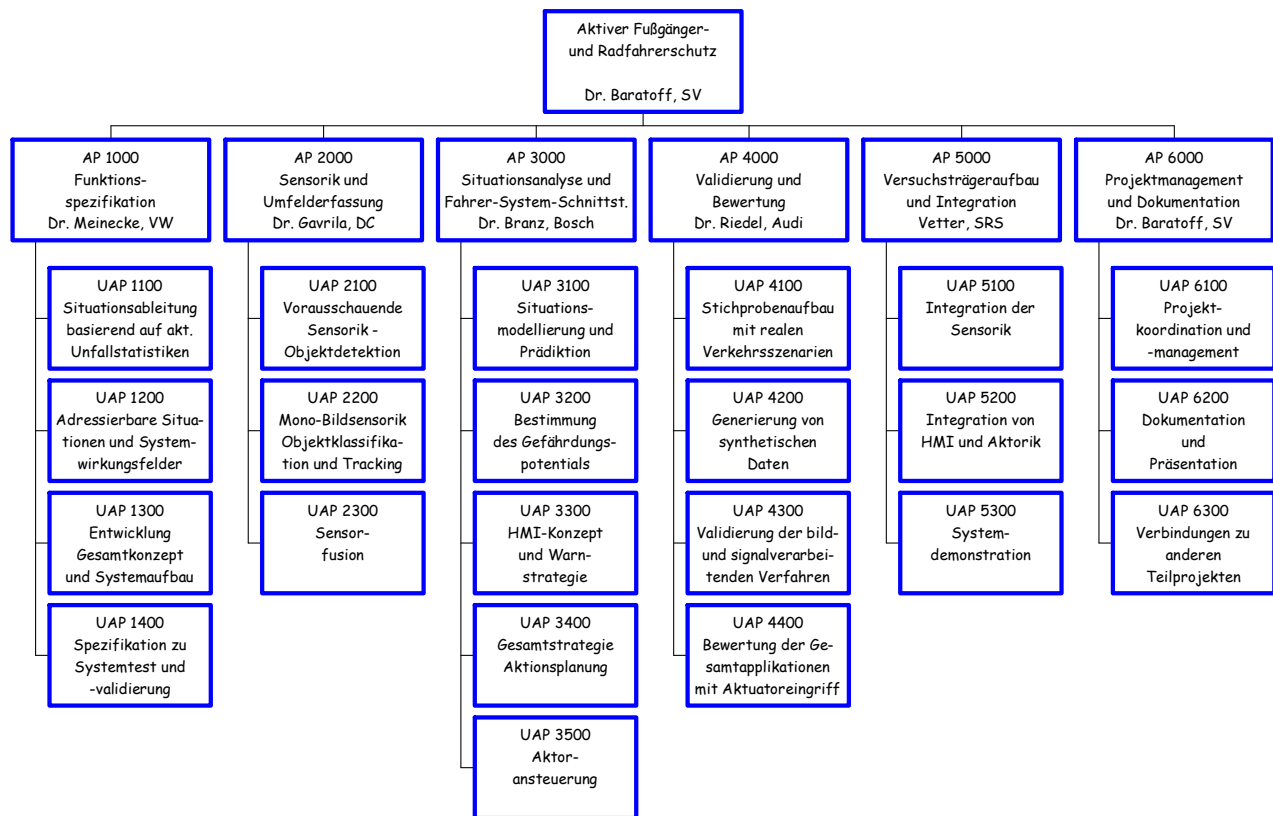 Aktiver Fußgänger-
und Radfahrerschutz
Dr. Baratoff, SV
AP 1000
Funktions-
spezifikation
Dr. Meinecke, VW
AP 2000
Sensorik und
Umfelderfassung
Dr. Gavrila, DC
AP 3000
Situationsanalyse und
Fahrer-System-Schnittst.
Dr. Branz, Bosch
AP 4000
Validierung und
Bewertung
Dr. Riedel, Audi
AP 5000
Versuchsträgeraufbau
und Integration
Vetter, SRS
AP 6000
Projektmanagement
und Dokumentation
Dr. Baratoff, SV
UAP 1100
Situationsableitung
basierend auf akt.
Unfallstatistiken
UAP 1200
Adressierbare Situa-
tionen und System-
wirkungsfelder
UAP 1300
Entwicklung
Gesamtkonzept
und Systemaufbau
UAP 1400
Spezifikation zu
Systemtest und
-validierung
UAP 2100
Vorausschauende
Sensorik -
Objektdetektion
UAP 2200
Mono-Bildsensorik
Objektklassifika-
tion und Tracking
UAP 2300
Sensor-
fusion
UAP 3100
Situations-
modellierung und
Prädiktion
UAP 3200
Bestimmung
des Gefährdungs-
potentials
UAP 3300
HMI-Konzept
und Warn-
strategie
UAP 3400
Gesamtstrategie
Aktionsplanung
UAP 3500
Aktor-
ansteuerung
UAP 4100
Stichprobenaufbau
mit realen
Verkehrsszenarien
UAP 4200
Generierung von
synthetischen
Daten
UAP 4300
Validierung der bild-
und signalverarbei-
tenden Verfahren
UAP 4400
Bewertung der Ge-
samtapplikationen
mit Aktuatoreingriff
UAP 5100
Integration der
Sensorik
UAP 5200
Integration von
HMI und Aktorik
UAP 5300
System-
demonstration
UAP 6100
Projekt-
koordination und
-management
UAP 6200
Dokumentation
und
Präsentation
UAP 6300
Verbindungen zu
anderen
Teilprojekten